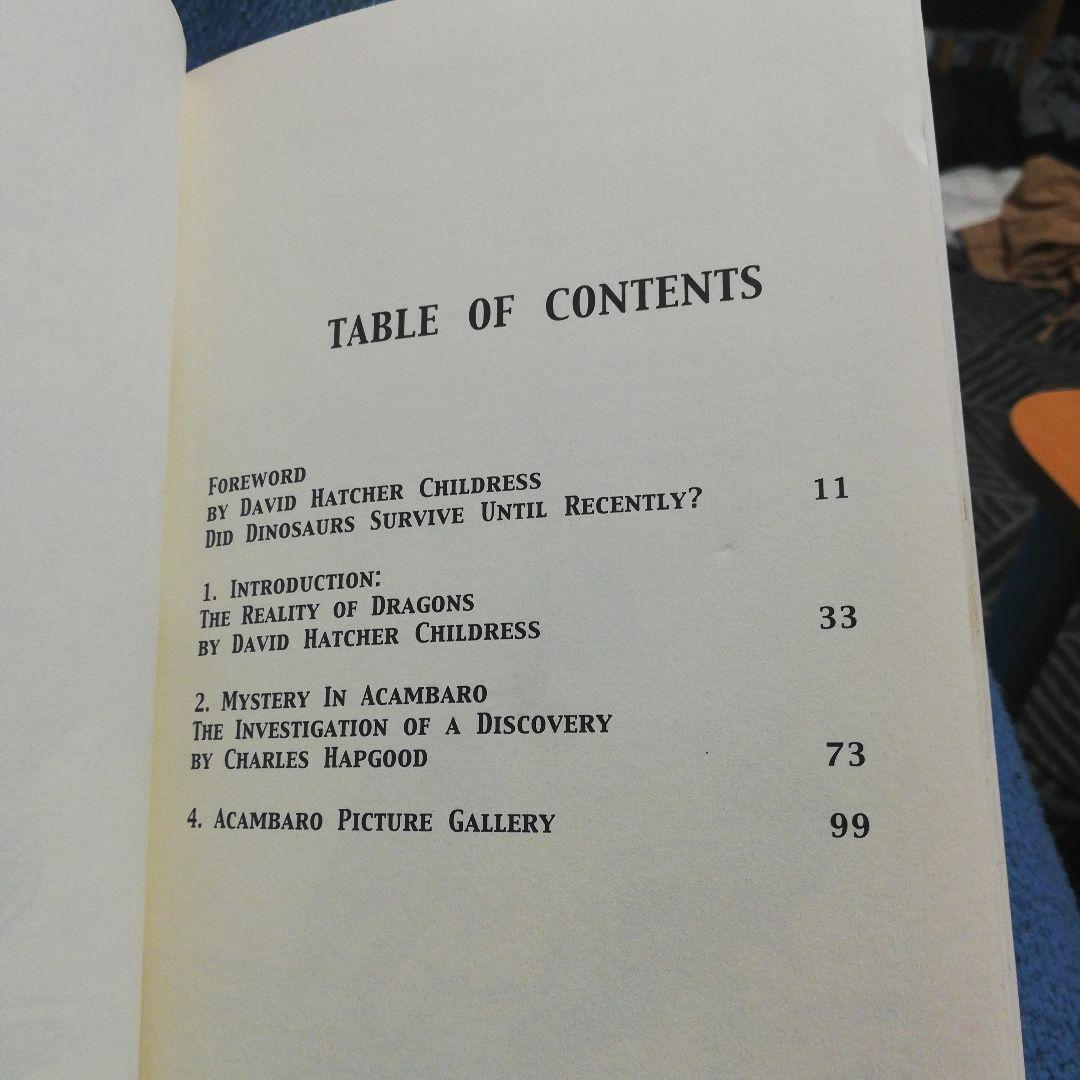 TABLE OF CONTENTS
FOREWORD
BY DAVID HATCHER CHILDRESS 11
DID DINOSAURS SURVIVE UNTIL RECENTLY?
1. INTRODUCTION:
THE REALITY OF DRAGONS
BY DAVID HATCHER CHILDRESS 33
2. MYSTERY IN ACAMBARO
THE INVESTIGATION OF A DISCOVERY
BY CHARLES HAPGOOD 73
4. ACAMBARO PICTURE GALLERY 99